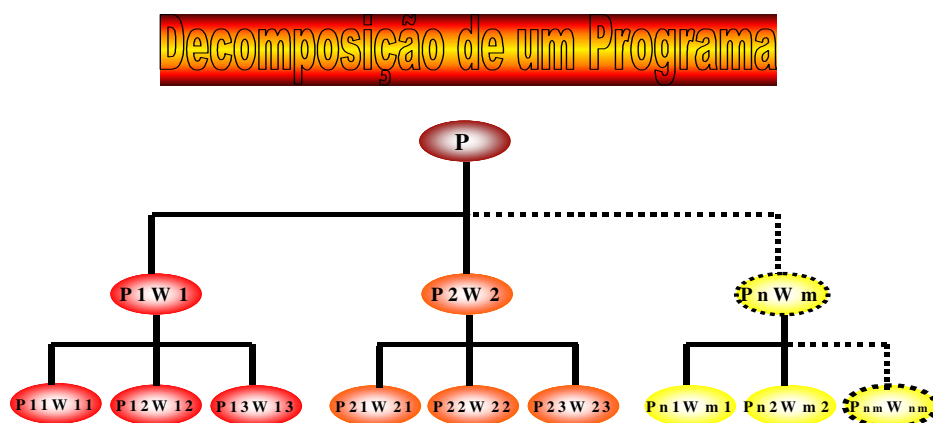 Decomposição de um Programa
P
P1W1 P2W2 PnWm
P11W11 P12W12 P13W13 P21W21 P22W22 P23W23 Pn1Wm1 Pn2Wm2 PnmWnm